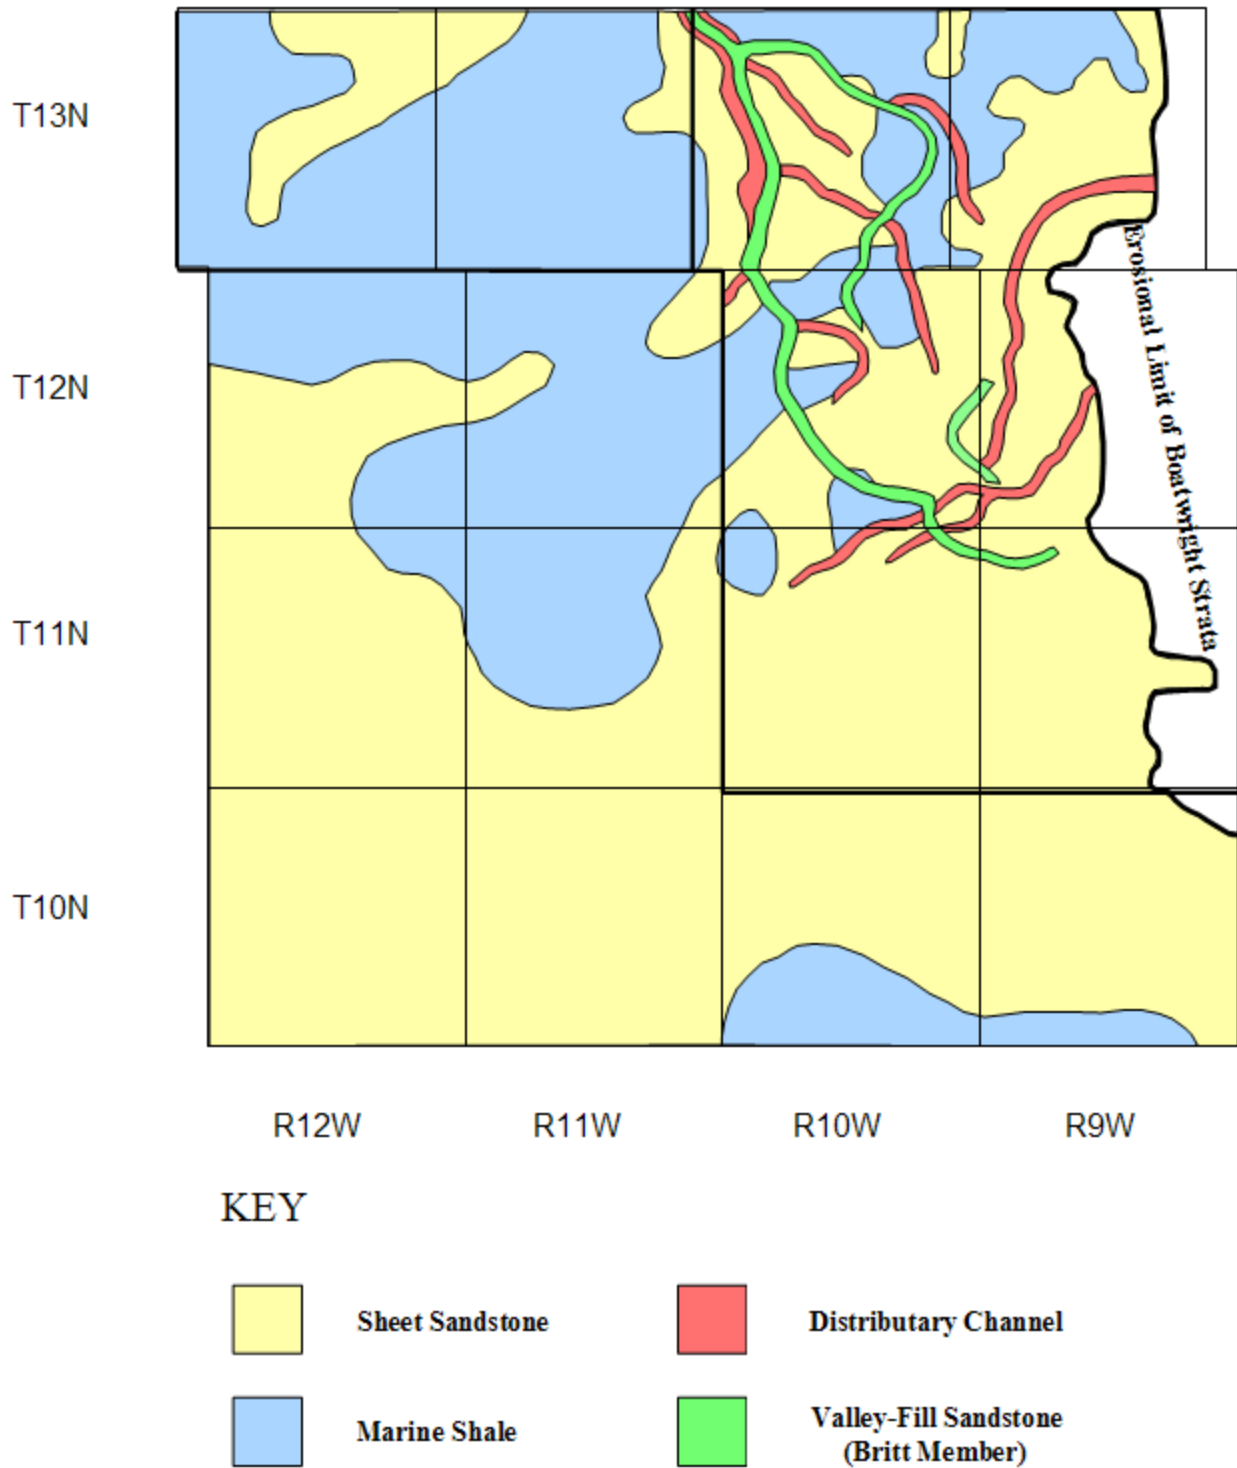 T13N
Erosional Limit of Boatwright Strata
T12N
T11N
T10N
R12W R11W R10W R9W
KEY
Sheet Sandstone
Distributary Channel
Marine Shale
Valley-Fill Sandstone
(Britt Member)